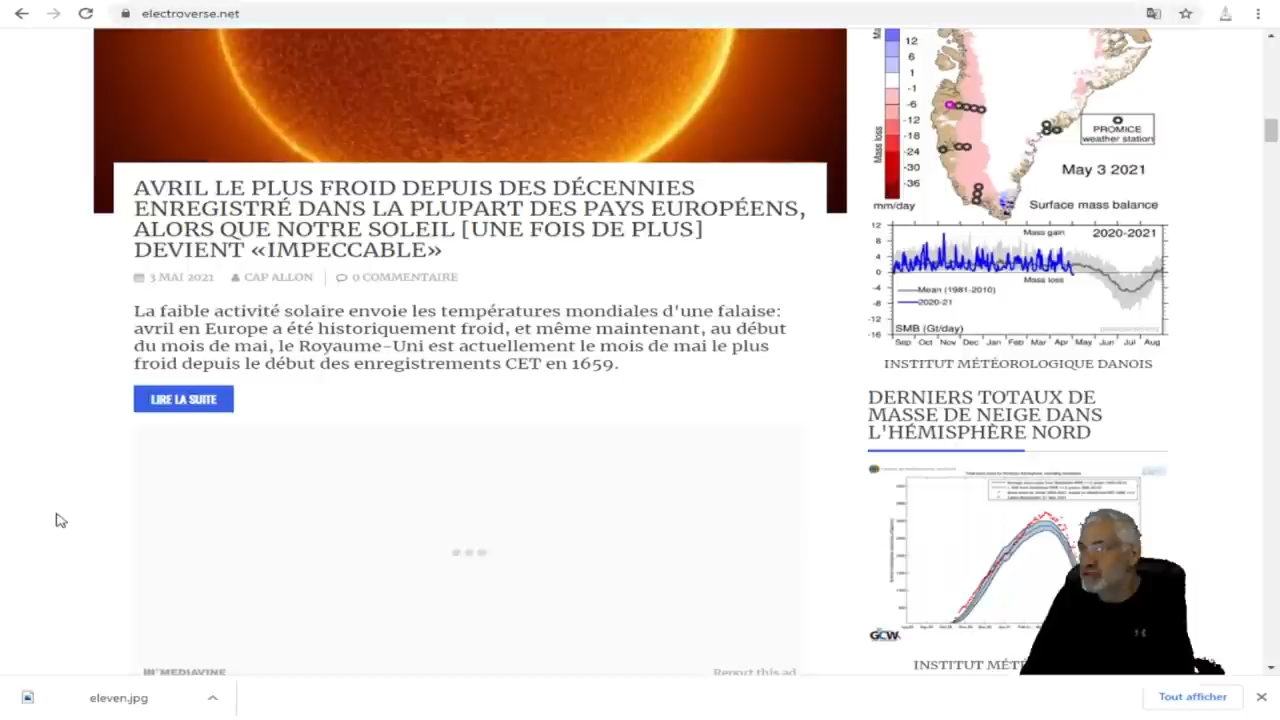 electroverse.net
AVRIL LE PLUS FROID DEPUIS DES DÉCENNIES
ENREGISTRÉ DANS LA PLUPART DES PAYS EUROPÉENS,
ALORS QUE NOTRE SOLEIL [UNE FOIS DE PLUS]
DEVIENT «IMPECCABLE»
3 MAI 2021 CAP ALLON 0 COMMENTAIRE
La faible activité solaire envoie les températures mondiales d'une falaise:
avril en Europe a été historiquement froid, et même maintenant, au début
du mois de mai, le Royaume-Uni est actuellement le mois de mai le plus
froid depuis le début des enregistrements CET en 1659.
LIRE LA SUITE
MEDIAVINE
Report this ad
12
6
1
-1
-6
-12
-18
-24
-30
-36
Mass loss
mm/day
PROMICE
weather station
May 3 2021
Surface mass balance
12
8
4
0
-4
-8
-12
-16
Mass gain
2020-2021
Mass loss
Mean (1981-2010)
2020-21
SMB (Gt/day)
Sep Oct Nov Dec Jan Feb Mar Apr May Jun Jul Aug
INSTITUT MÉTÉOROLOGIQUE DANOIS
DERNIERS TOTAUX DE
MASSE DE NEIGE DANS
L'HÉMISPHÈRE NORD
GCW
INSTITUT MÉT
eleven.jpg
Tout afficher